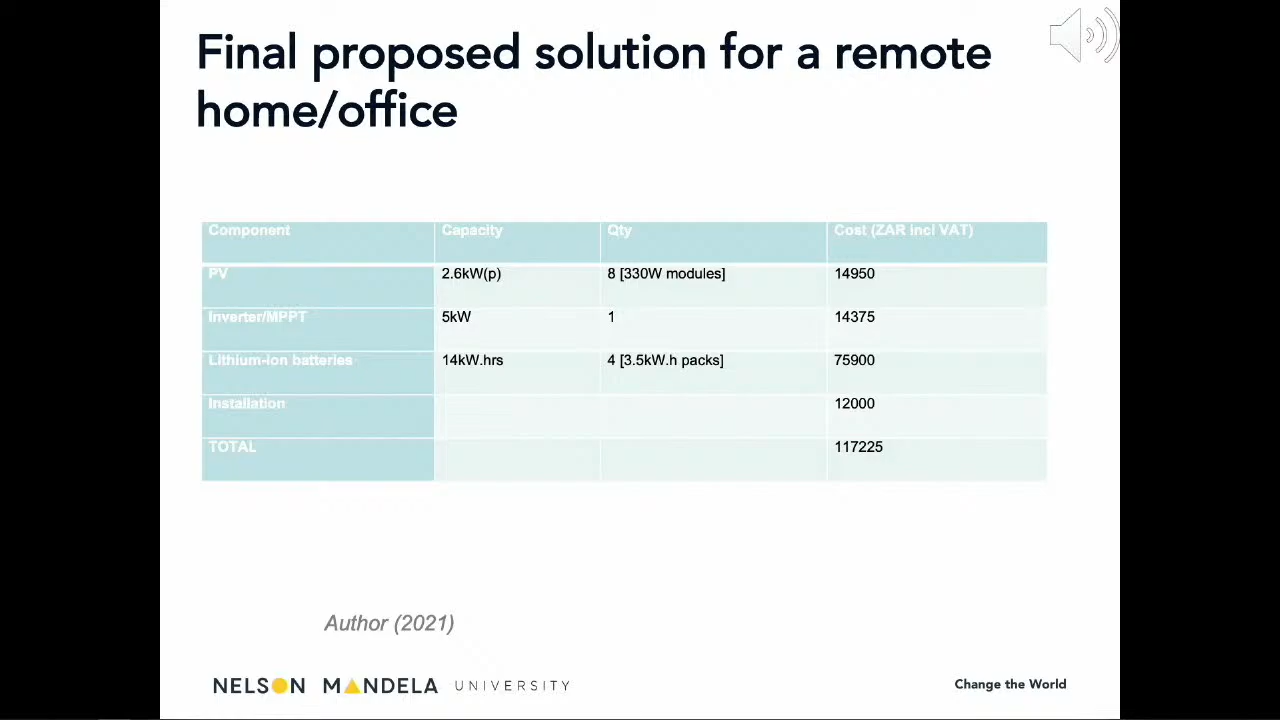 Final proposed solution for a remote
home/office
Component Capacity Qty Cost (ZAR incl VAT)
PV 2.6kW(p) 8 [330W modules] 14950
Inverter/MPPT 5kW 1 14375
Lithium-ion batteries 14kW.hrs 4 [3.5kW.h packs] 75900
Installation 12000
TOTAL 117225
Author (2021)
NELSON MANDELA UNIVERSITY Change the World